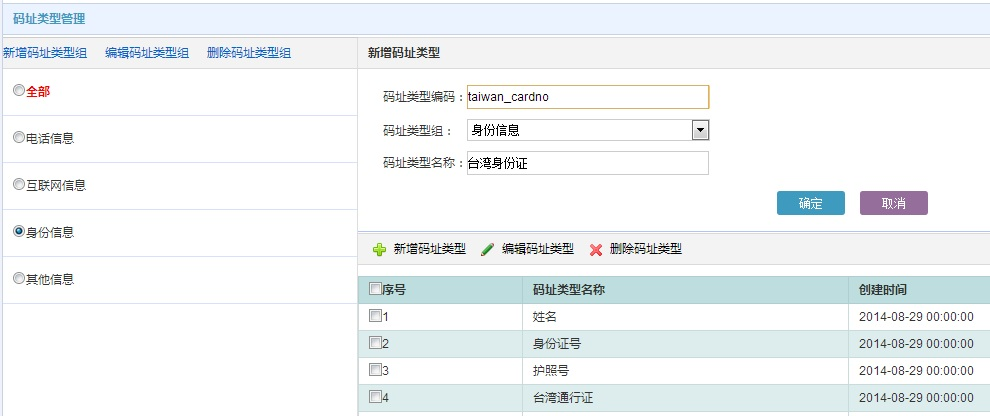 码址类型管理
新增码址类型组 编辑码址类型组 删除码址类型组
全部
电话信息
互联网信息
身份信息
其他信息
新增码址类型
码址类型编码：taiwan_cardno
码址类型组：身份信息
码址类型名称：台湾身份证
确定 取消
新增码址类型 编辑码址类型 删除码址类型
序号 码址类型名称 创建时间
1 姓名 2014-08-29 00:00:00
2 身份证号 2014-08-29 00:00:00
3 护照号 2014-08-29 00:00:00
4 台湾通行证 2014-08-29 00:00:00